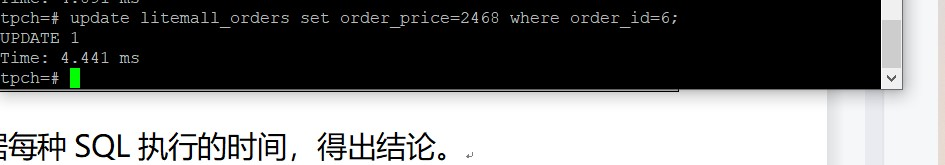 tpch=# update litemall_orders set order_price=2468 where order_id=6;
UPDATE 1
Time: 4.441 ms
tpch=#
每种 SQL 执行的时间，得出结论。